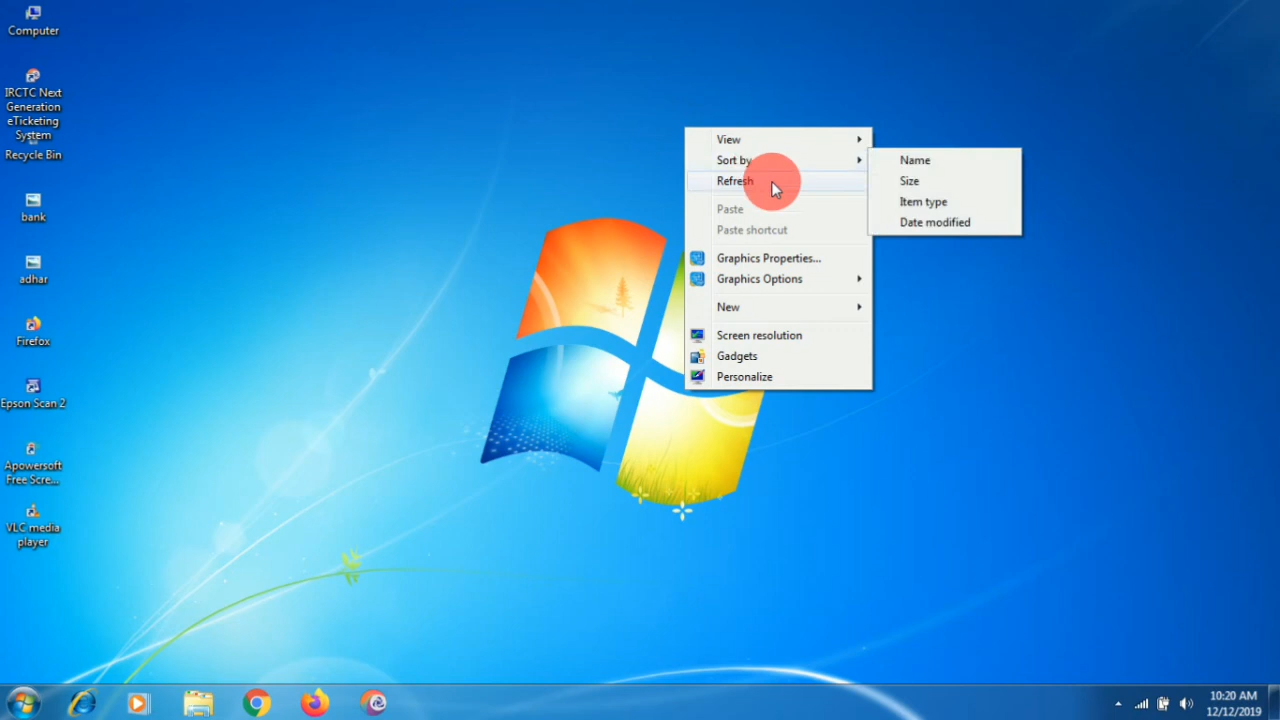 Computer
IRCTC Next
Generation
eTicketing
System
Recycle Bin
bank
adhar
Firefox
Epson Scan 2
Apowersoft
Free Scre...
VLC media
player
View
Sort by
Refresh
Paste
Paste shortcut
Graphics Properties...
Graphics Options
New
Screen resolution
Gadgets
Personalize
Name
Size
Item type
Date modified
10:20 AM
12/12/2019